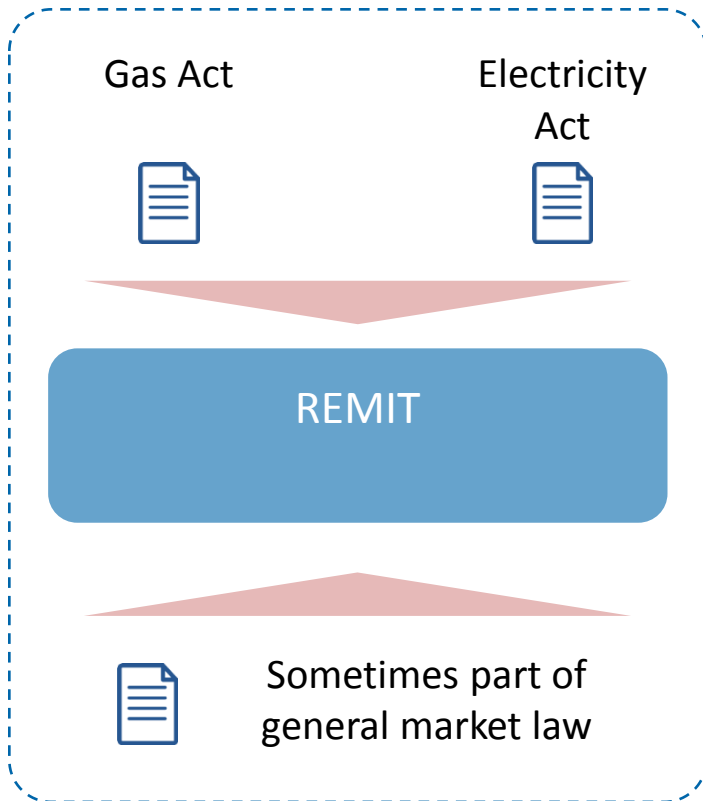 Gas Act
Electricity
Act
REMIT
Sometimes part of
general market law